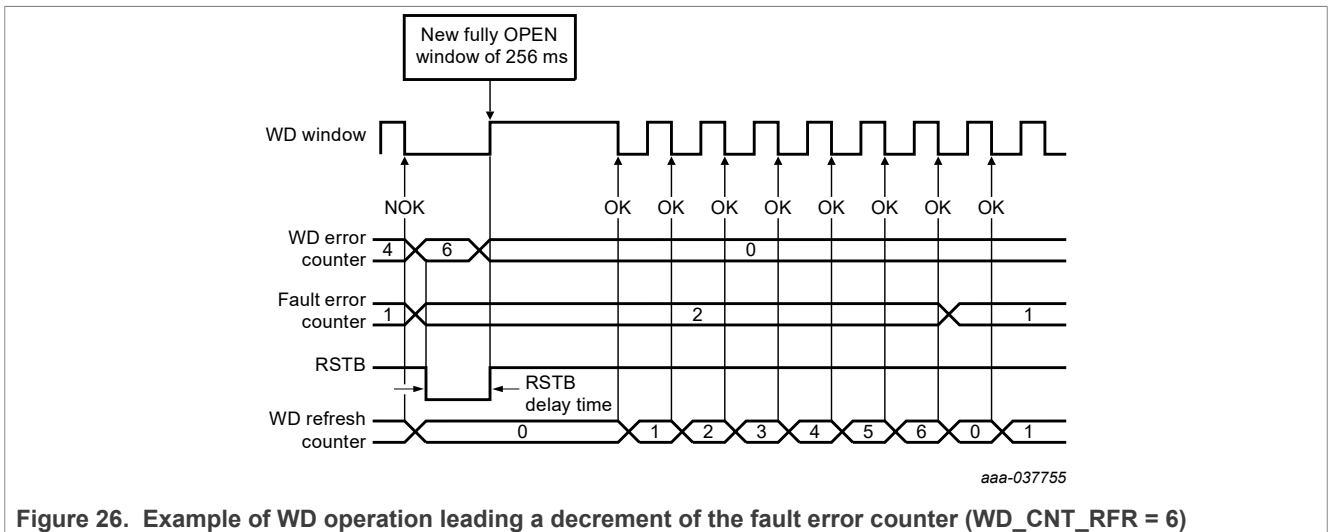 New fully OPEN
window of 256 ms
WD window
NOK OK OK OK OK OK OK OK OK
WD error
counter
4 6 0
Fault error
counter
1 2 1
RSTB
RSTB
delay time
WD refresh
counter
0 1 2 3 4 5 6 0 1
aaa-037755
Figure 26. Example of WD operation leading a decrement of the fault error counter (WD_CNT_RFR = 6)